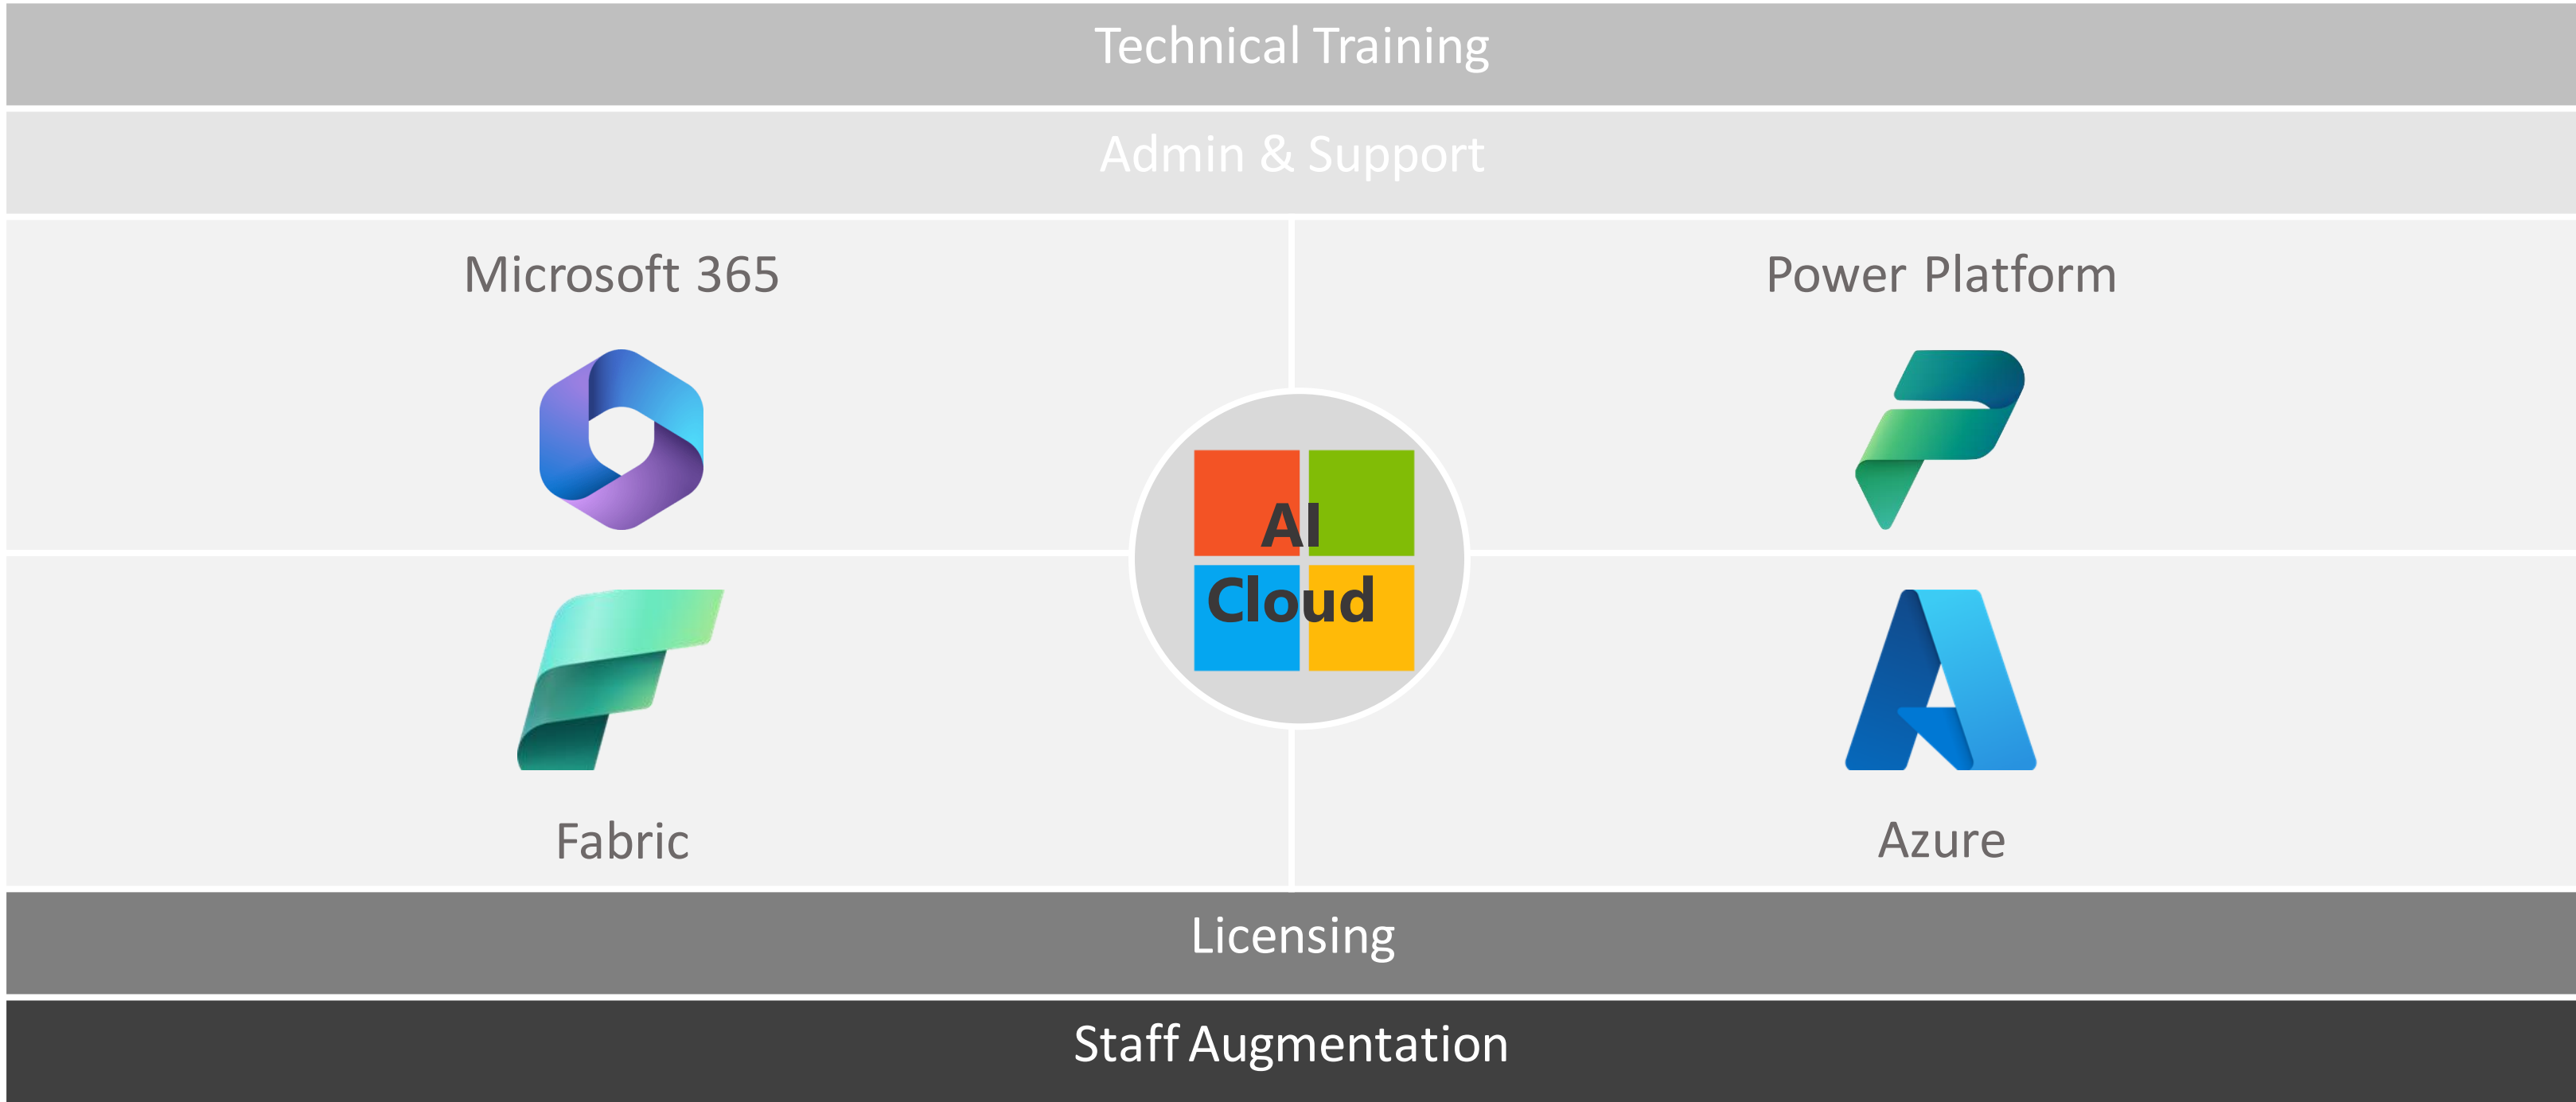 Technical Training
Admin & Support
Microsoft 365
Power Platform
AI
Cloud
Fabric
Azure
Licensing
Staff Augmentation